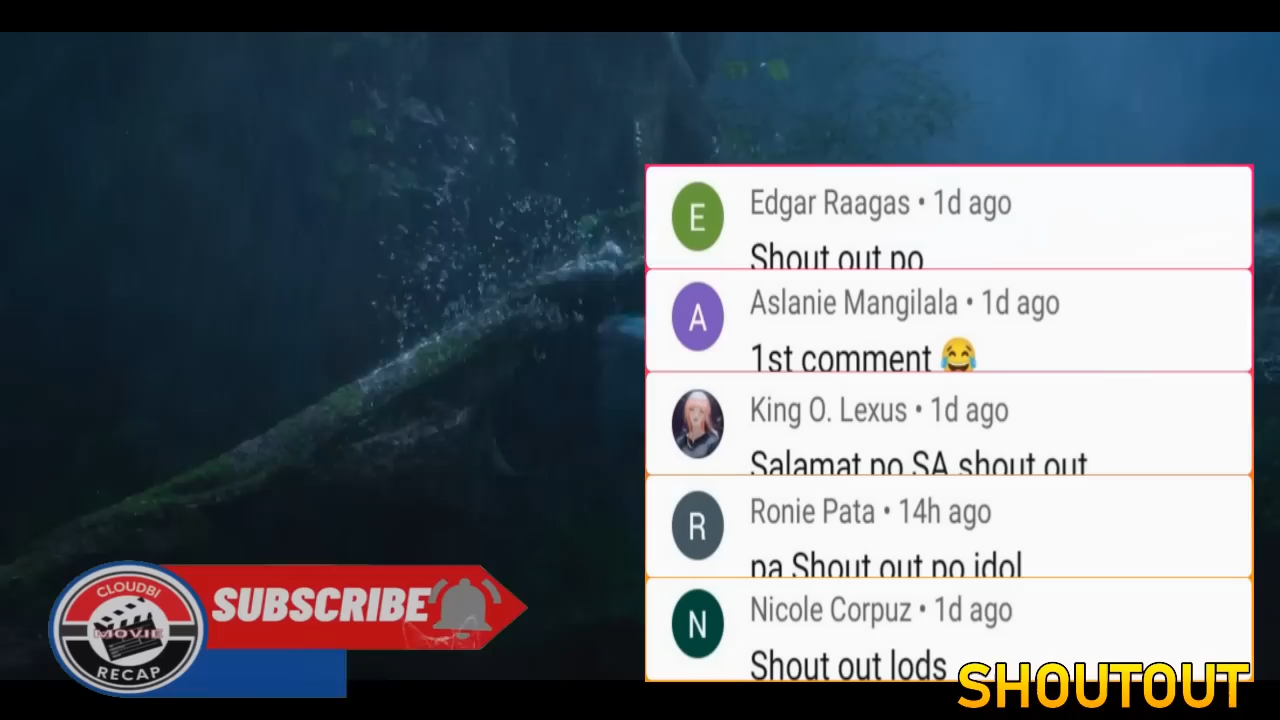 E
Edgar Raagas • 1d ago
Shout out po
A
Aslanie Mangilala • 1d ago
1st comment 😂
King O. Lexus • 1d ago
Salamat po SA shout out
R
Ronie Pata • 14h ago
pa Shout out po idol
N
Nicole Corpuz • 1d ago
Shout out lods
SHOUTOUT
CLOUDBI
MOVIE
RECAP
SUBSCRIBE